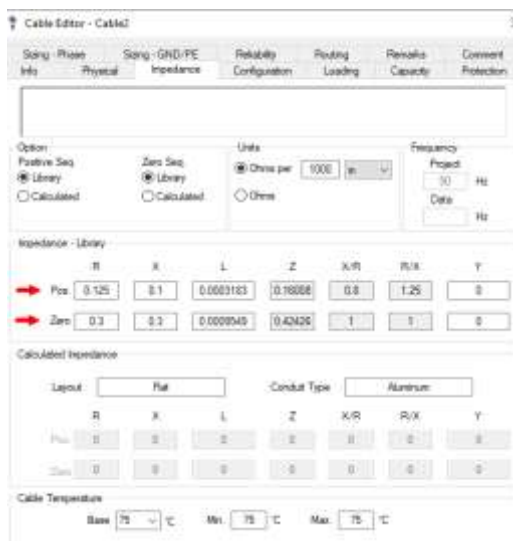 Cable Editor - Cable2
Sizing - Phase Sizing - GND/PE Reliability Routing Remarks Comment
Info Physical Impedance Configuration Loading Capacity Protection
Option
Positive Seq.
Library
Calculated
Zero Seq.
Library
Calculated
Units
Ohms per 1000 m
Ohms
Frequency
Project
50 Hz
Data
Hz
Impedance - Library
R X L Z X/R R/X Y
Pos. 0.125 0.1 0.0003183 0.16008 0.8 1.25 0
Zero 0.3 0.3 0.0009549 0.42426 1 1 0
Calculated Impedance
Layout Flat Conduit Type Aluminum
R X L Z X/R R/X Y
Pos. 0 0 0 0 0 0 0
Zero 0 0 0 0 0 0 0
Cable Temperature
Base 75 °C Min. 75 °C Max. 75 °C